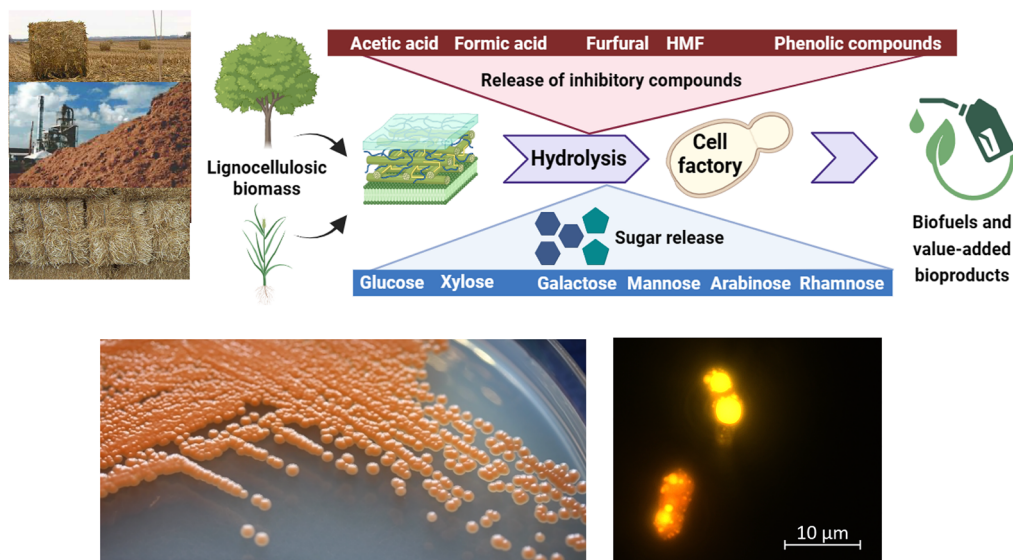 Acetic acid Formic acid Furfural HMF Phenolic compounds
Release of inhibitory compounds
Lignocellulosic
biomass
Hydrolysis
Cell
factory
Sugar release
Glucose Xylose Galactose Mannose Arabinose Rhamnose
Biofuels and
value-added
bioproducts
10 µm